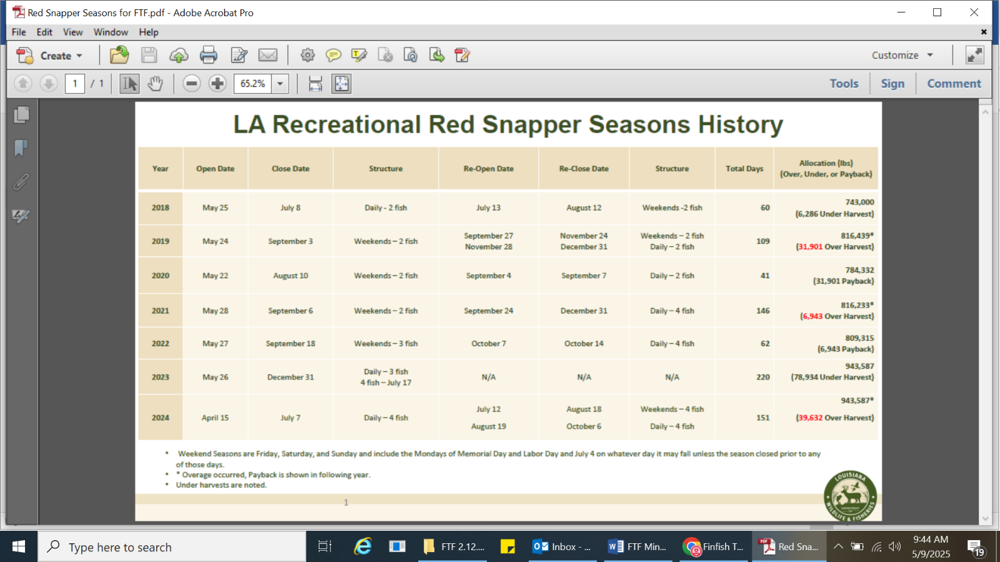 Red Snapper Seasons for FTF.pdf - Adobe Acrobat Pro
File Edit View Window Help
Create Customize
1 / 1 65.2% Tools Sign Comment
LA Recreational Red Snapper Seasons History
Year Open Date Close Date Structure Re-Open Date Re-Close Date Structure Total Days Allocation (lbs)
(Over, Under, or Payback)
2018 May 25 July 8 Daily - 2 fish July 13 August 12 Weekends -2 fish 60 743,000
(6,286 Under Harvest)
2019 May 24 September 3 Weekends – 2 fish September 27 November 24 Weekends – 2 fish 109 816,439*
November 28 December 31 Daily – 2 fish (31,901 Over Harvest)
2020 May 22 August 10 Weekends – 2 fish September 4 September 7 Daily – 2 fish 41 784,332
(31,901 Payback)
2021 May 28 September 6 Weekends – 2 fish September 24 December 31 Daily – 4 fish 146 816,233*
(6,943 Over Harvest)
2022 May 27 September 18 Weekends – 3 fish October 7 October 14 Daily – 4 fish 62 809,315
(6,943 Payback)
2023 May 26 December 31 Daily – 3 fish N/A N/A N/A 220 943,587
4 fish – July 17 (78,934 Under Harvest)
2024 April 15 July 7 Daily – 4 fish July 12 August 18 Weekends – 4 fish 151 943,587*
August 19 October 6 Daily – 4 fish (39,632 Over Harvest)
• Weekend Seasons are Friday, Saturday, and Sunday and include the Mondays of Memorial Day and Labor Day and July 4 on whatever day it may fall unless the season closed prior to any
of those days.
• * Overage occurred, Payback is shown in following year.
• Under harvests are noted.
1
LOUISIANA
DEPARTMENT
OF
WILDLIFE & FISHERIES
Type here to search FTF 2.12.... Inbox - ... FTF Min... Finfish T... Red Sna... 9:44 AM
5/9/2025 19